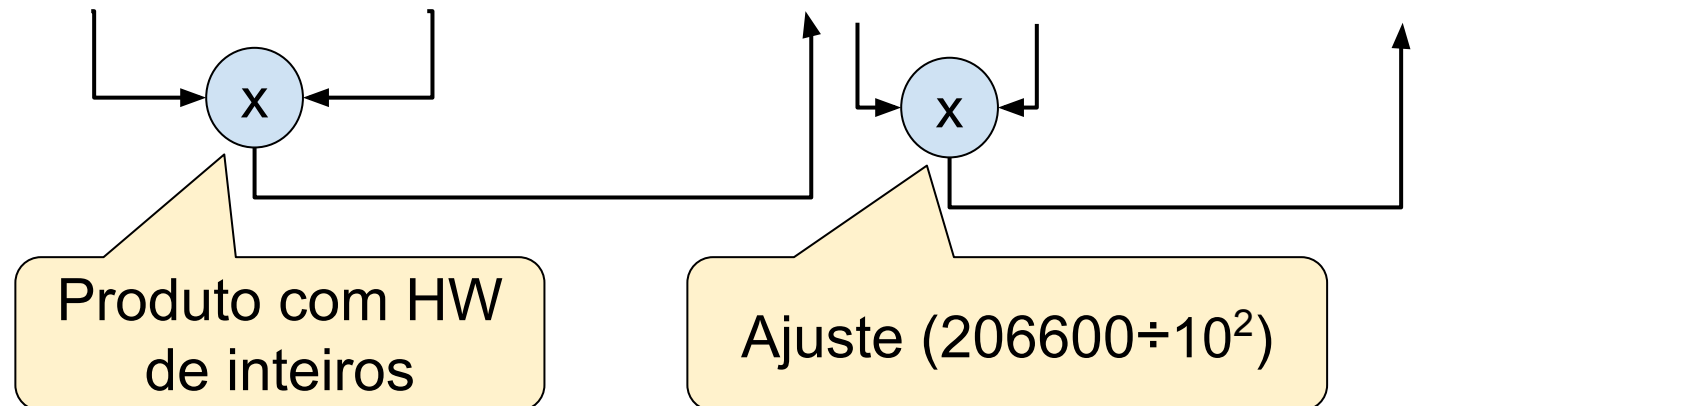 x
x
Produto com HW
de inteiros
Ajuste (206600÷10²)